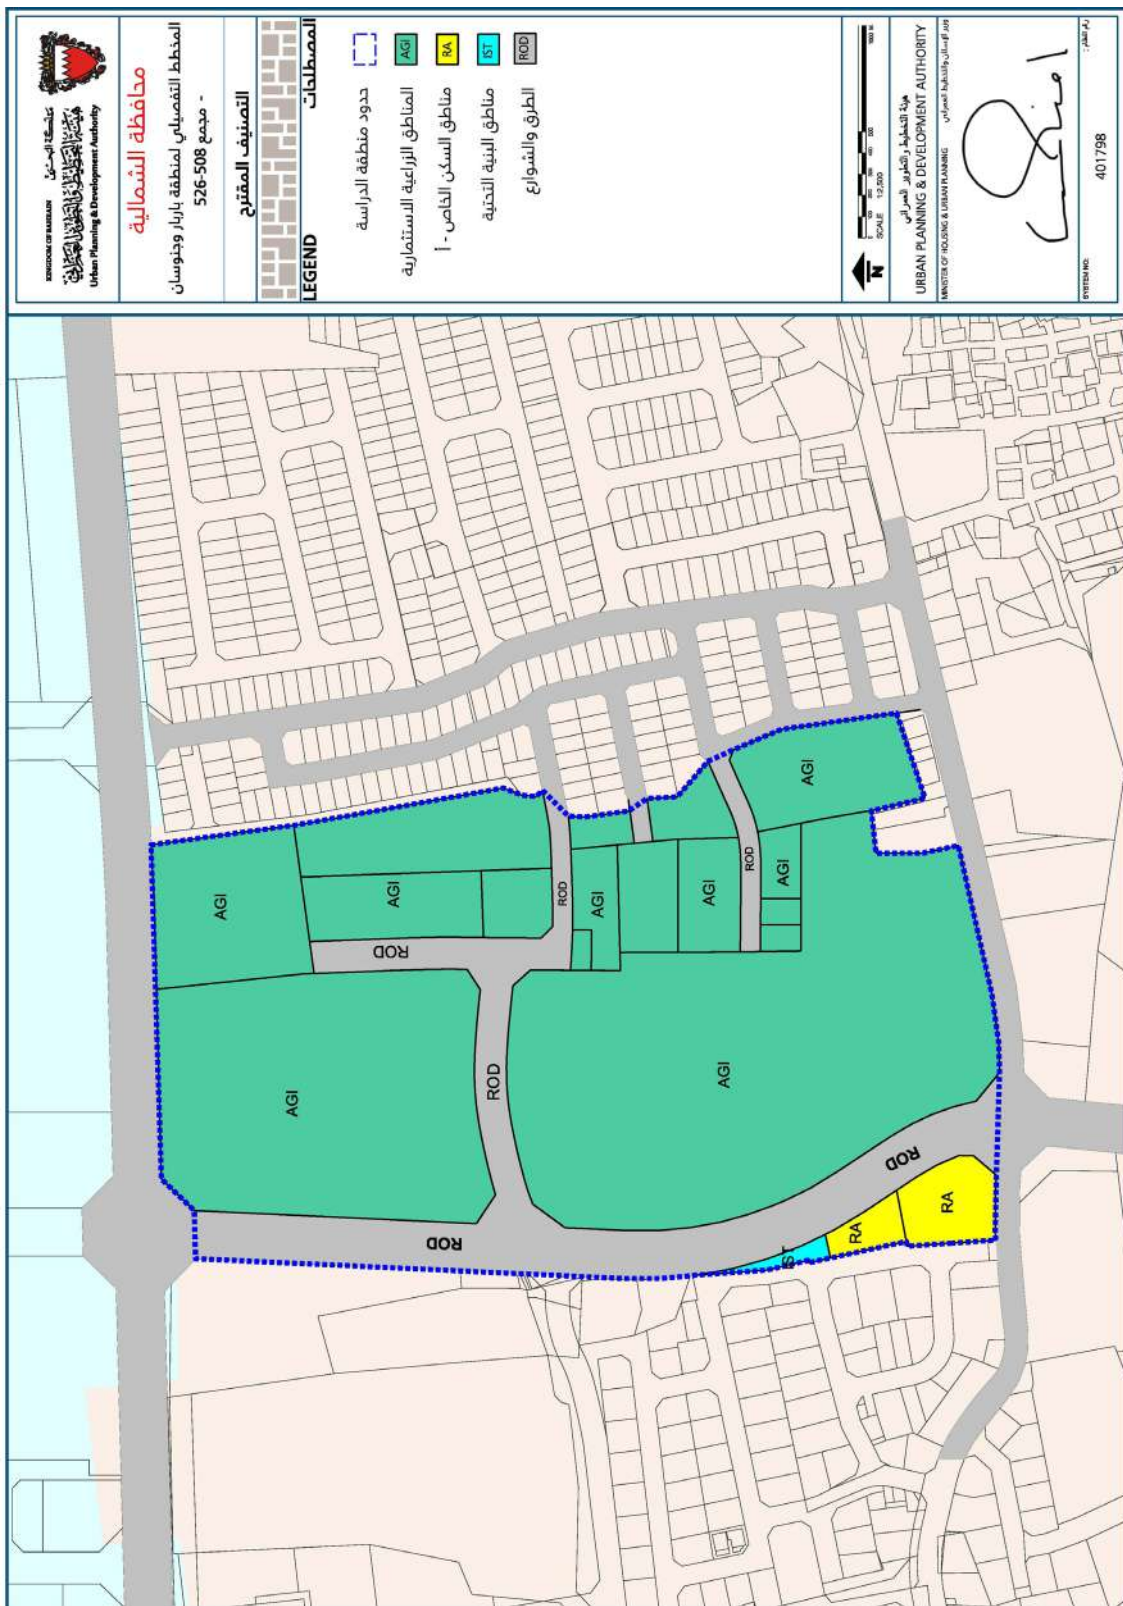 KINGDOM OF BAHRAIN
مملكة البحرين
Urban Planning & Development Authority
محافظة الشمالية
المخطط التفصيلي لمنطقة باربار وجنوسان
- مجمع 508-526
التصنيف المقترح
LEGEND المصطلحات
حدود منطقة الدراسة
AGI المناطق الزراعية الاستثمارية
RA مناطق السكن الخاص - أ
IST مناطق البنية التحتية
ROD الطرق والشوارع
N
SCALE 1:2,500
هيئة التخطيط والتطوير العمراني
URBAN PLANNING & DEVELOPMENT AUTHORITY
MINISTER OF HOUSING & URBAN PLANNING وزير الإسكان والتخطيط العمراني
SYSTEM NO: 401798 رقم النظام :
AGI
AGI
AGI
ROD
ROD
AGI
AGI
ROD
AGI
AGI
ROD
AGI
AGI
ROD
ROD
IST
RA
RA